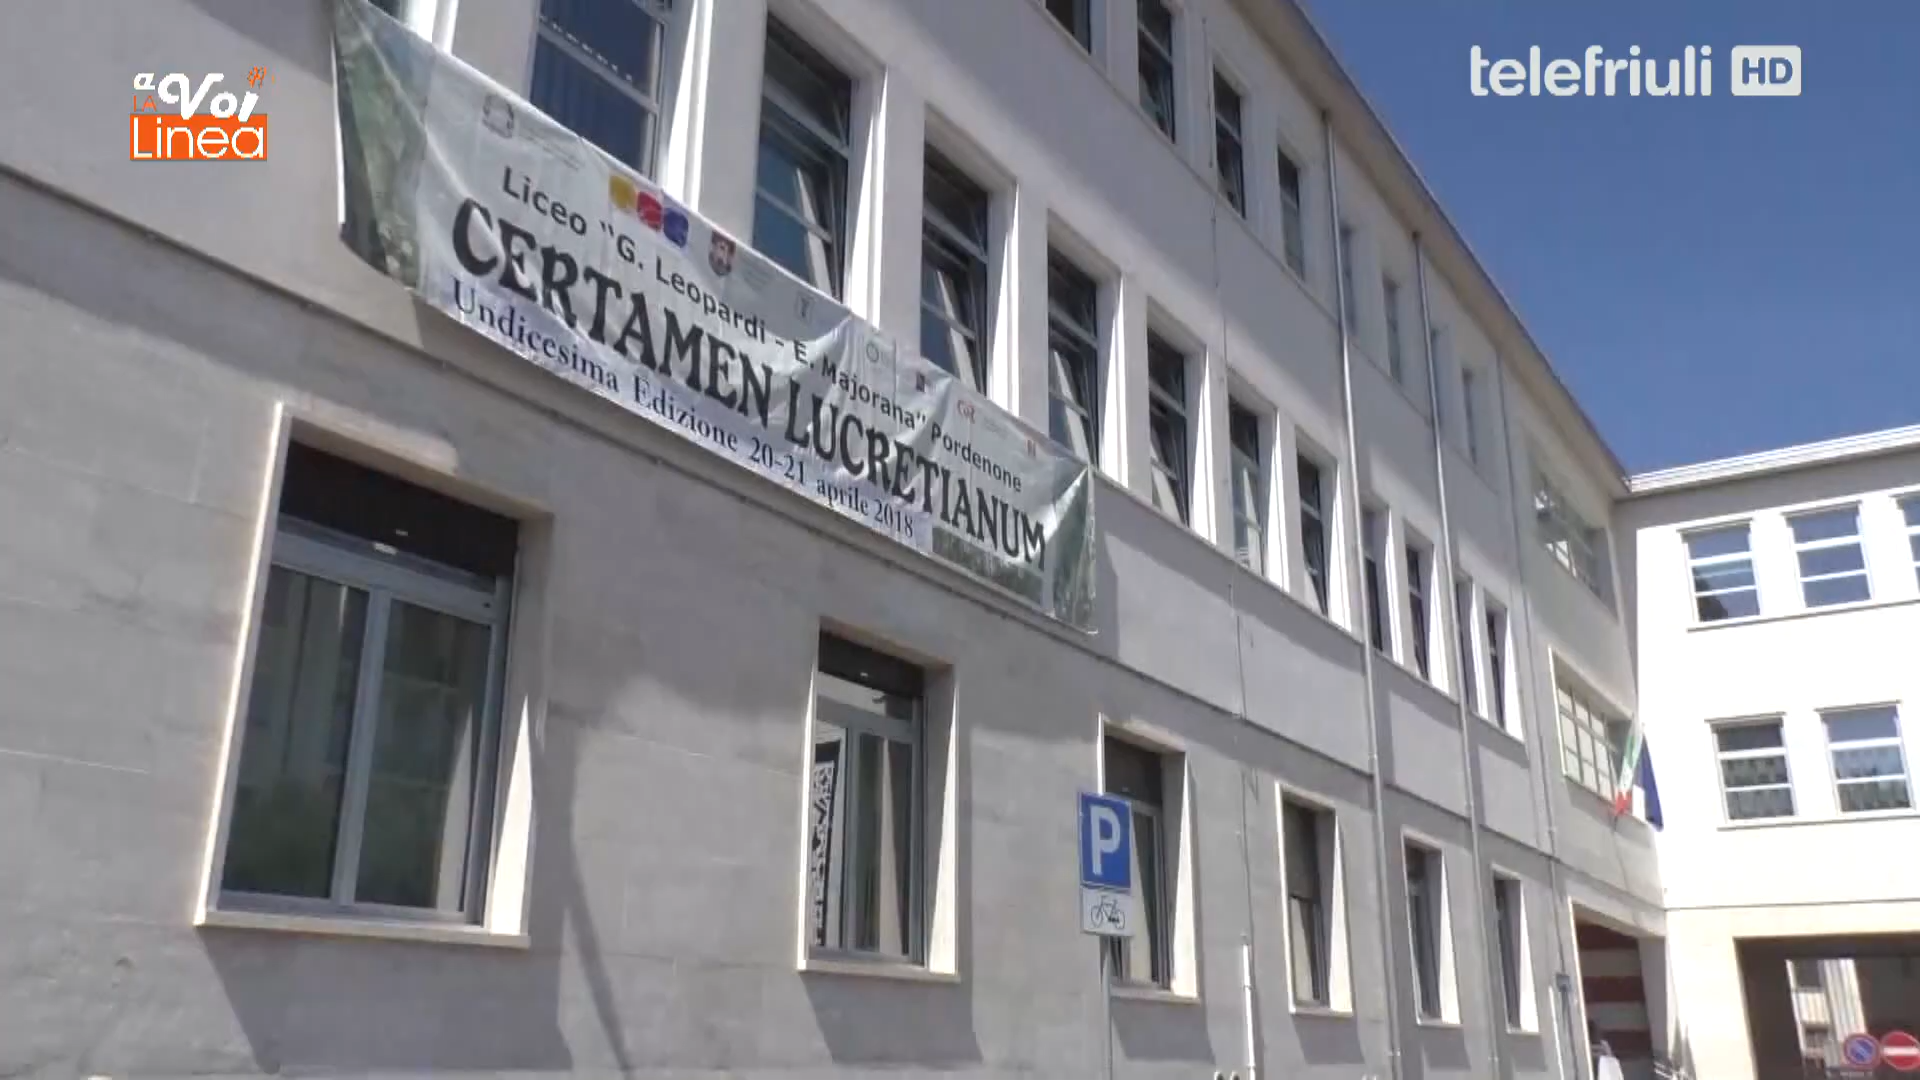 a Voi
LA
Linea
telefriuli HD
Liceo "G. Leopardi - E. Majorana" Pordenone
CERTAMEN LUCRETIANUM
Undicesima Edizione 20-21 aprile 2018
P